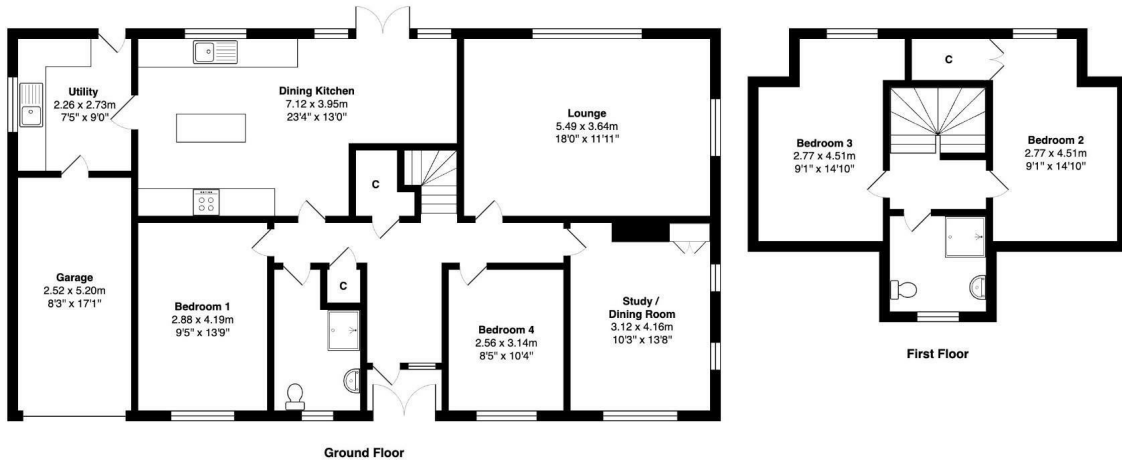 Utility
2.26 x 2.73m
7'5" x 9'0"
Dining Kitchen
7.12 x 3.95m
23'4" x 13'0"
Lounge
5.49 x 3.64m
18'0" x 11'11"
C
C
Garage
2.52 x 5.20m
8'3" x 17'1"
Bedroom 1
2.88 x 4.19m
9'5" x 13'9"
Bedroom 4
2.56 x 3.14m
8'5" x 10'4"
Study /
Dining Room
3.12 x 4.16m
10'3" x 13'8"
Ground Floor
C
Bedroom 3
2.77 x 4.51m
9'1" x 14'10"
Bedroom 2
2.77 x 4.51m
9'1" x 14'10"
First Floor